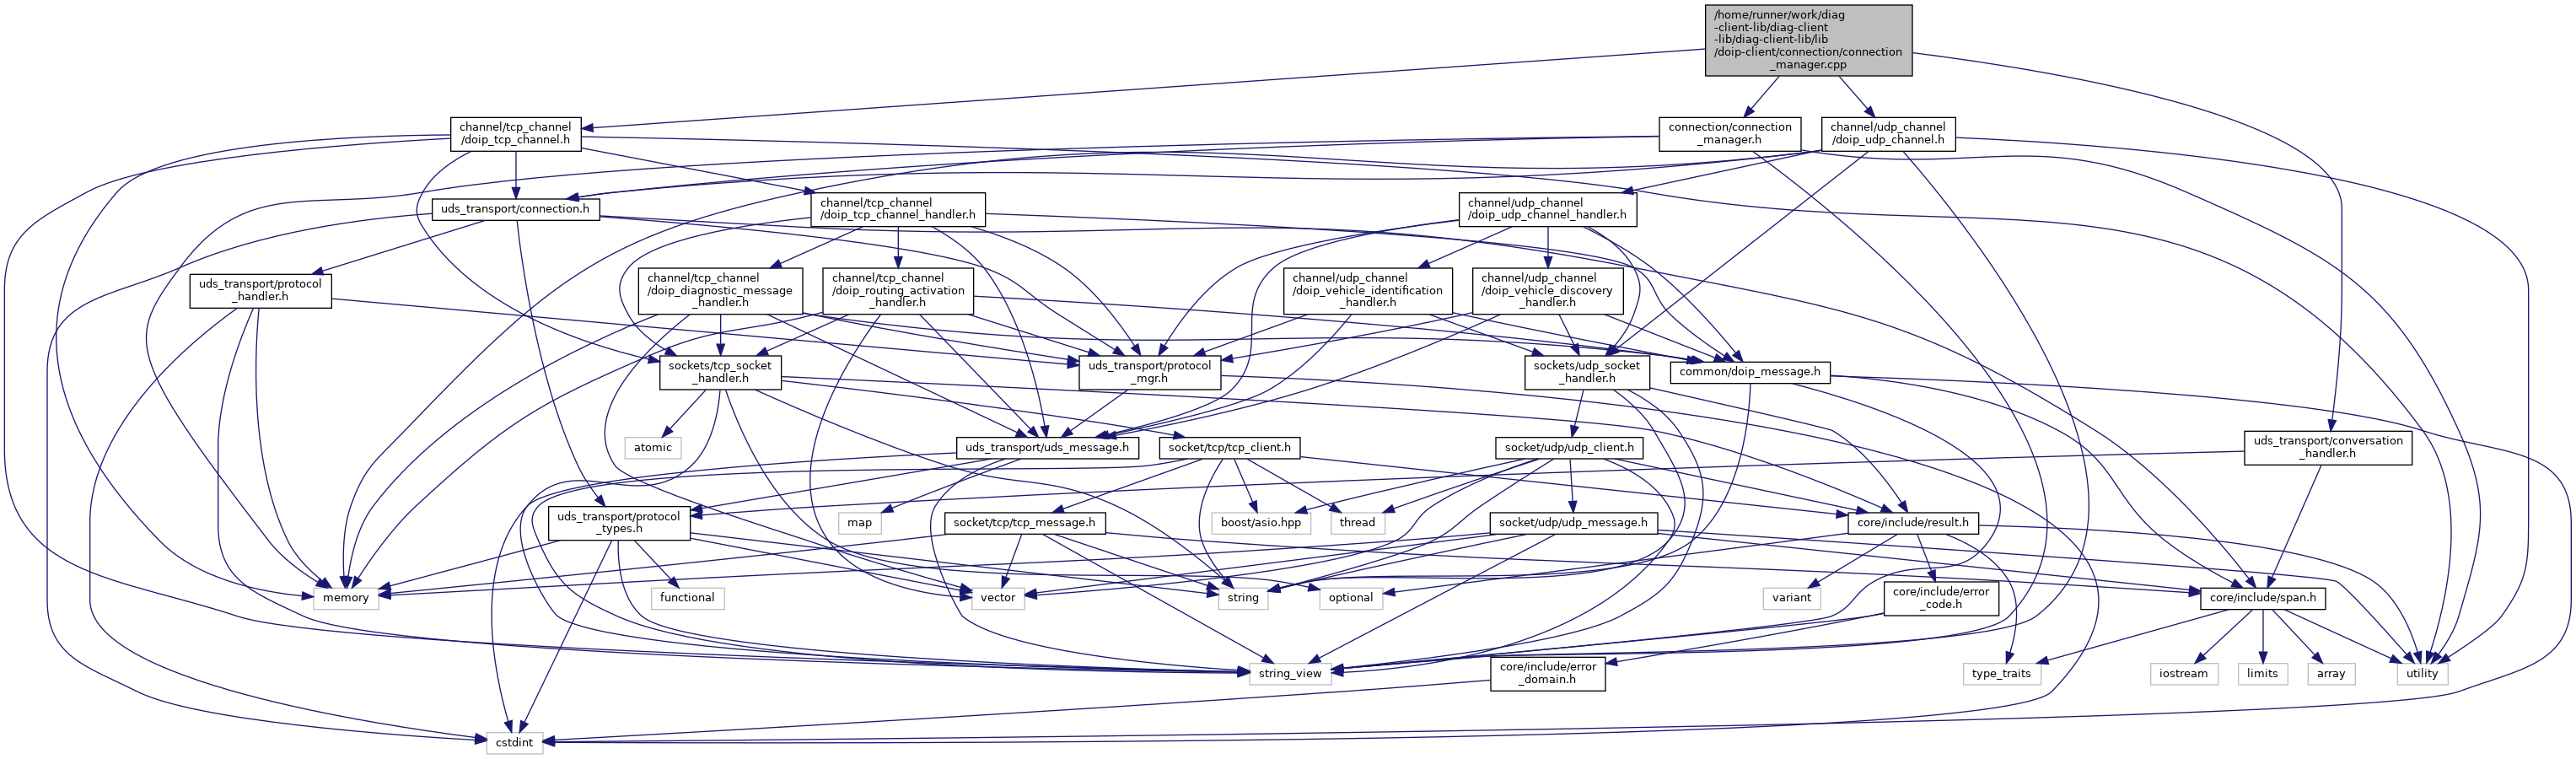 /home/runner/work/diag
-client-lib/diag-client
-lib/diag-client-lib/lib
/doip-client/connection/connection
_manager.cpp
channel/tcp_channel
/doip_tcp_channel.h
connection/connection
_manager.h
channel/udp_channel
/doip_udp_channel.h
uds_transport/connection.h
channel/tcp_channel
/doip_tcp_channel_handler.h
channel/udp_channel
/doip_udp_channel_handler.h
uds_transport/protocol
_handler.h
channel/tcp_channel
/doip_diagnostic_message
_handler.h
channel/tcp_channel
/doip_routing_activation
_handler.h
channel/udp_channel
/doip_vehicle_identification
_handler.h
channel/udp_channel
/doip_vehicle_discovery
_handler.h
sockets/tcp_socket
_handler.h
uds_transport/protocol
_mgr.h
sockets/udp_socket
_handler.h
common/doip_message.h
atomic
uds_transport/uds_message.h
socket/tcp/tcp_client.h
socket/udp/udp_client.h
uds_transport/conversation
_handler.h
uds_transport/protocol
_types.h
map
socket/tcp/tcp_message.h
boost/asio.hpp
thread
socket/udp/udp_message.h
core/include/result.h
memory
functional
vector
string
optional
variant
core/include/error
_code.h
core/include/span.h
string_view
core/include/error
_domain.h
type_traits
iostream
limits
array
utility
cstdint